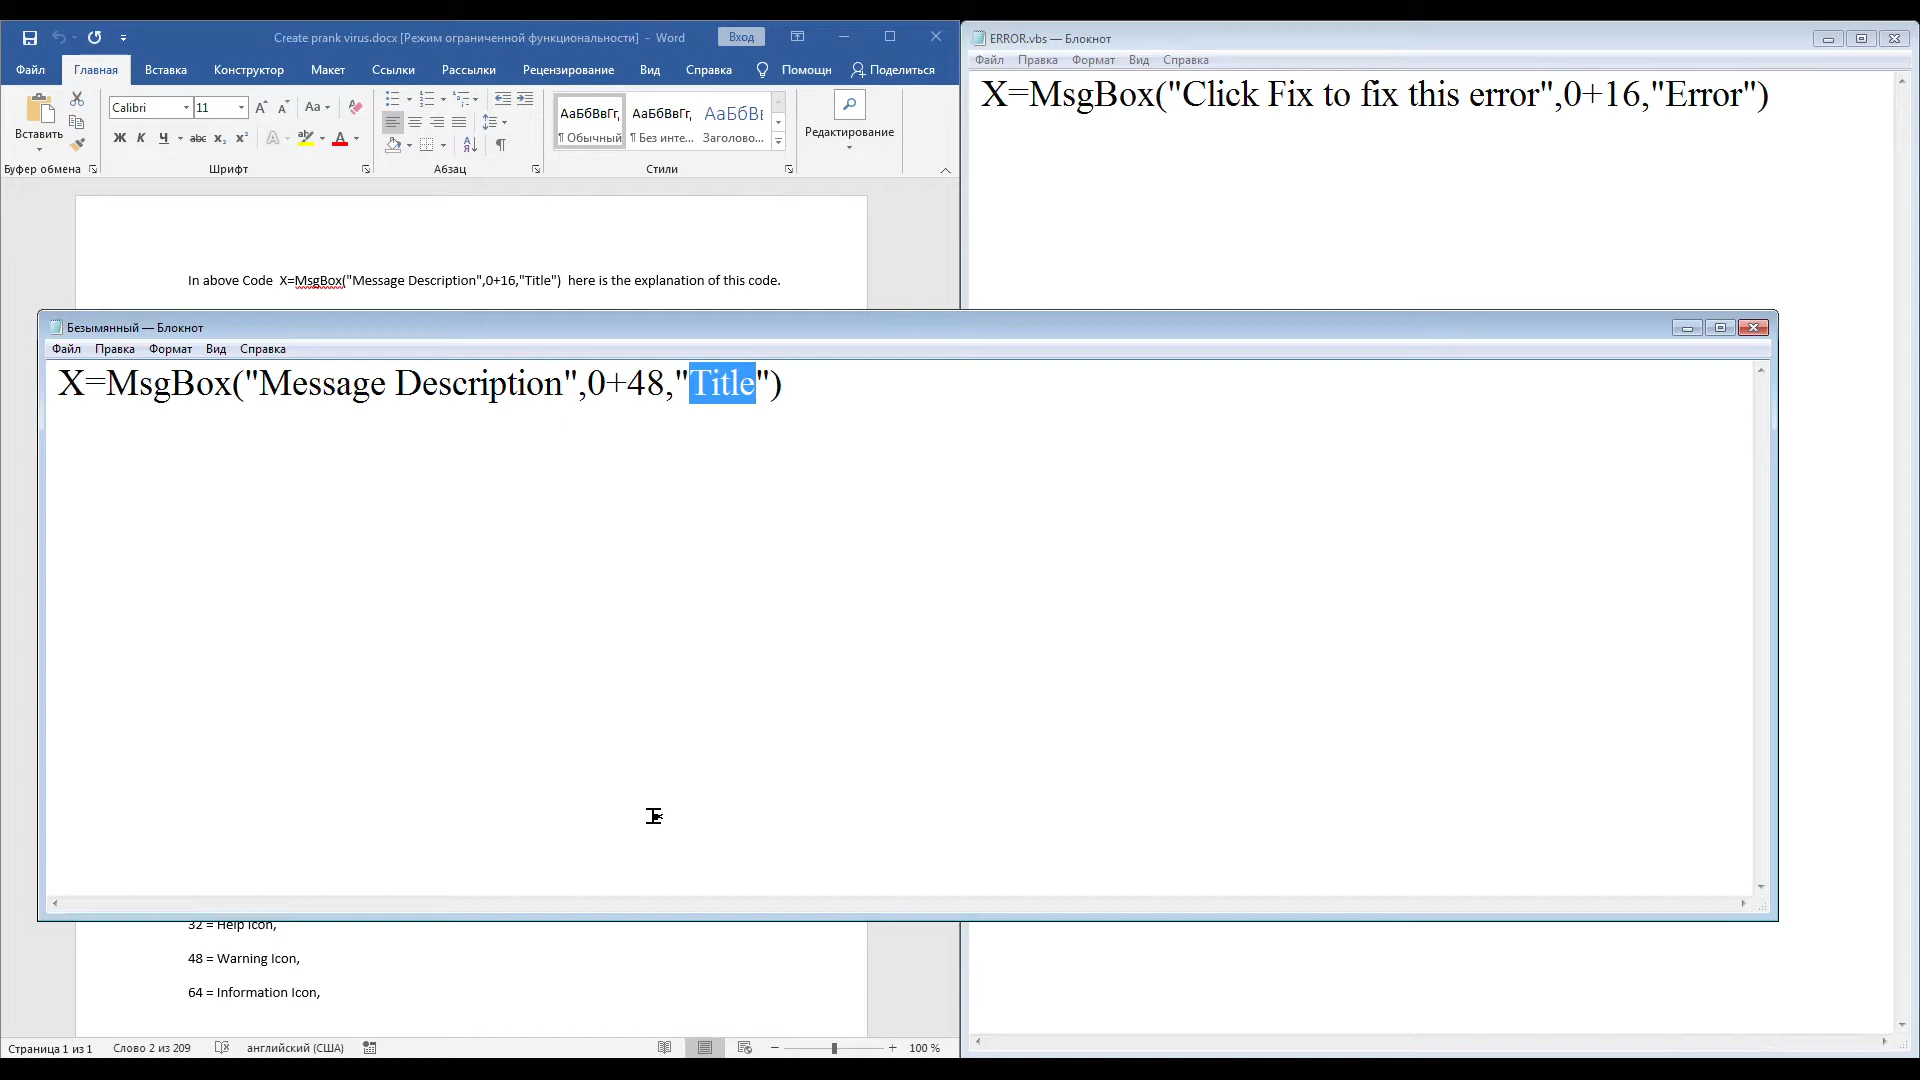 Create prank virus.docx [Режим ограниченной функциональности] - Word
Вход
Файл Главная Вставка Конструктор Макет Ссылки Рассылки Рецензирование Вид Справка Помощн Поделиться
Вставить
Calibri 11
Aa
Ж К Ч abc x₂ x²
АаБбВвГг, АаБбВвГг, АаБбВ
¶ Обычный ¶ Без инте... Заголово...
Редактирование
Буфер обмена Шрифт Абзац Стили
In above Code X=MsgBox("Message Description",0+16,"Title") here is the explanation of this code.
ERROR.vbs — Блокнот
Файл Правка Формат Вид Справка
X=MsgBox("Click Fix to fix this error",0+16,"Error")
Безымянный — Блокнот
Файл Правка Формат Вид Справка
X=MsgBox("Message Description",0+48,"Title")
32 = Help Icon,
48 = Warning Icon,
64 = Information Icon,
Страница 1 из 1 Слово 2 из 209 английский (США) 100 %